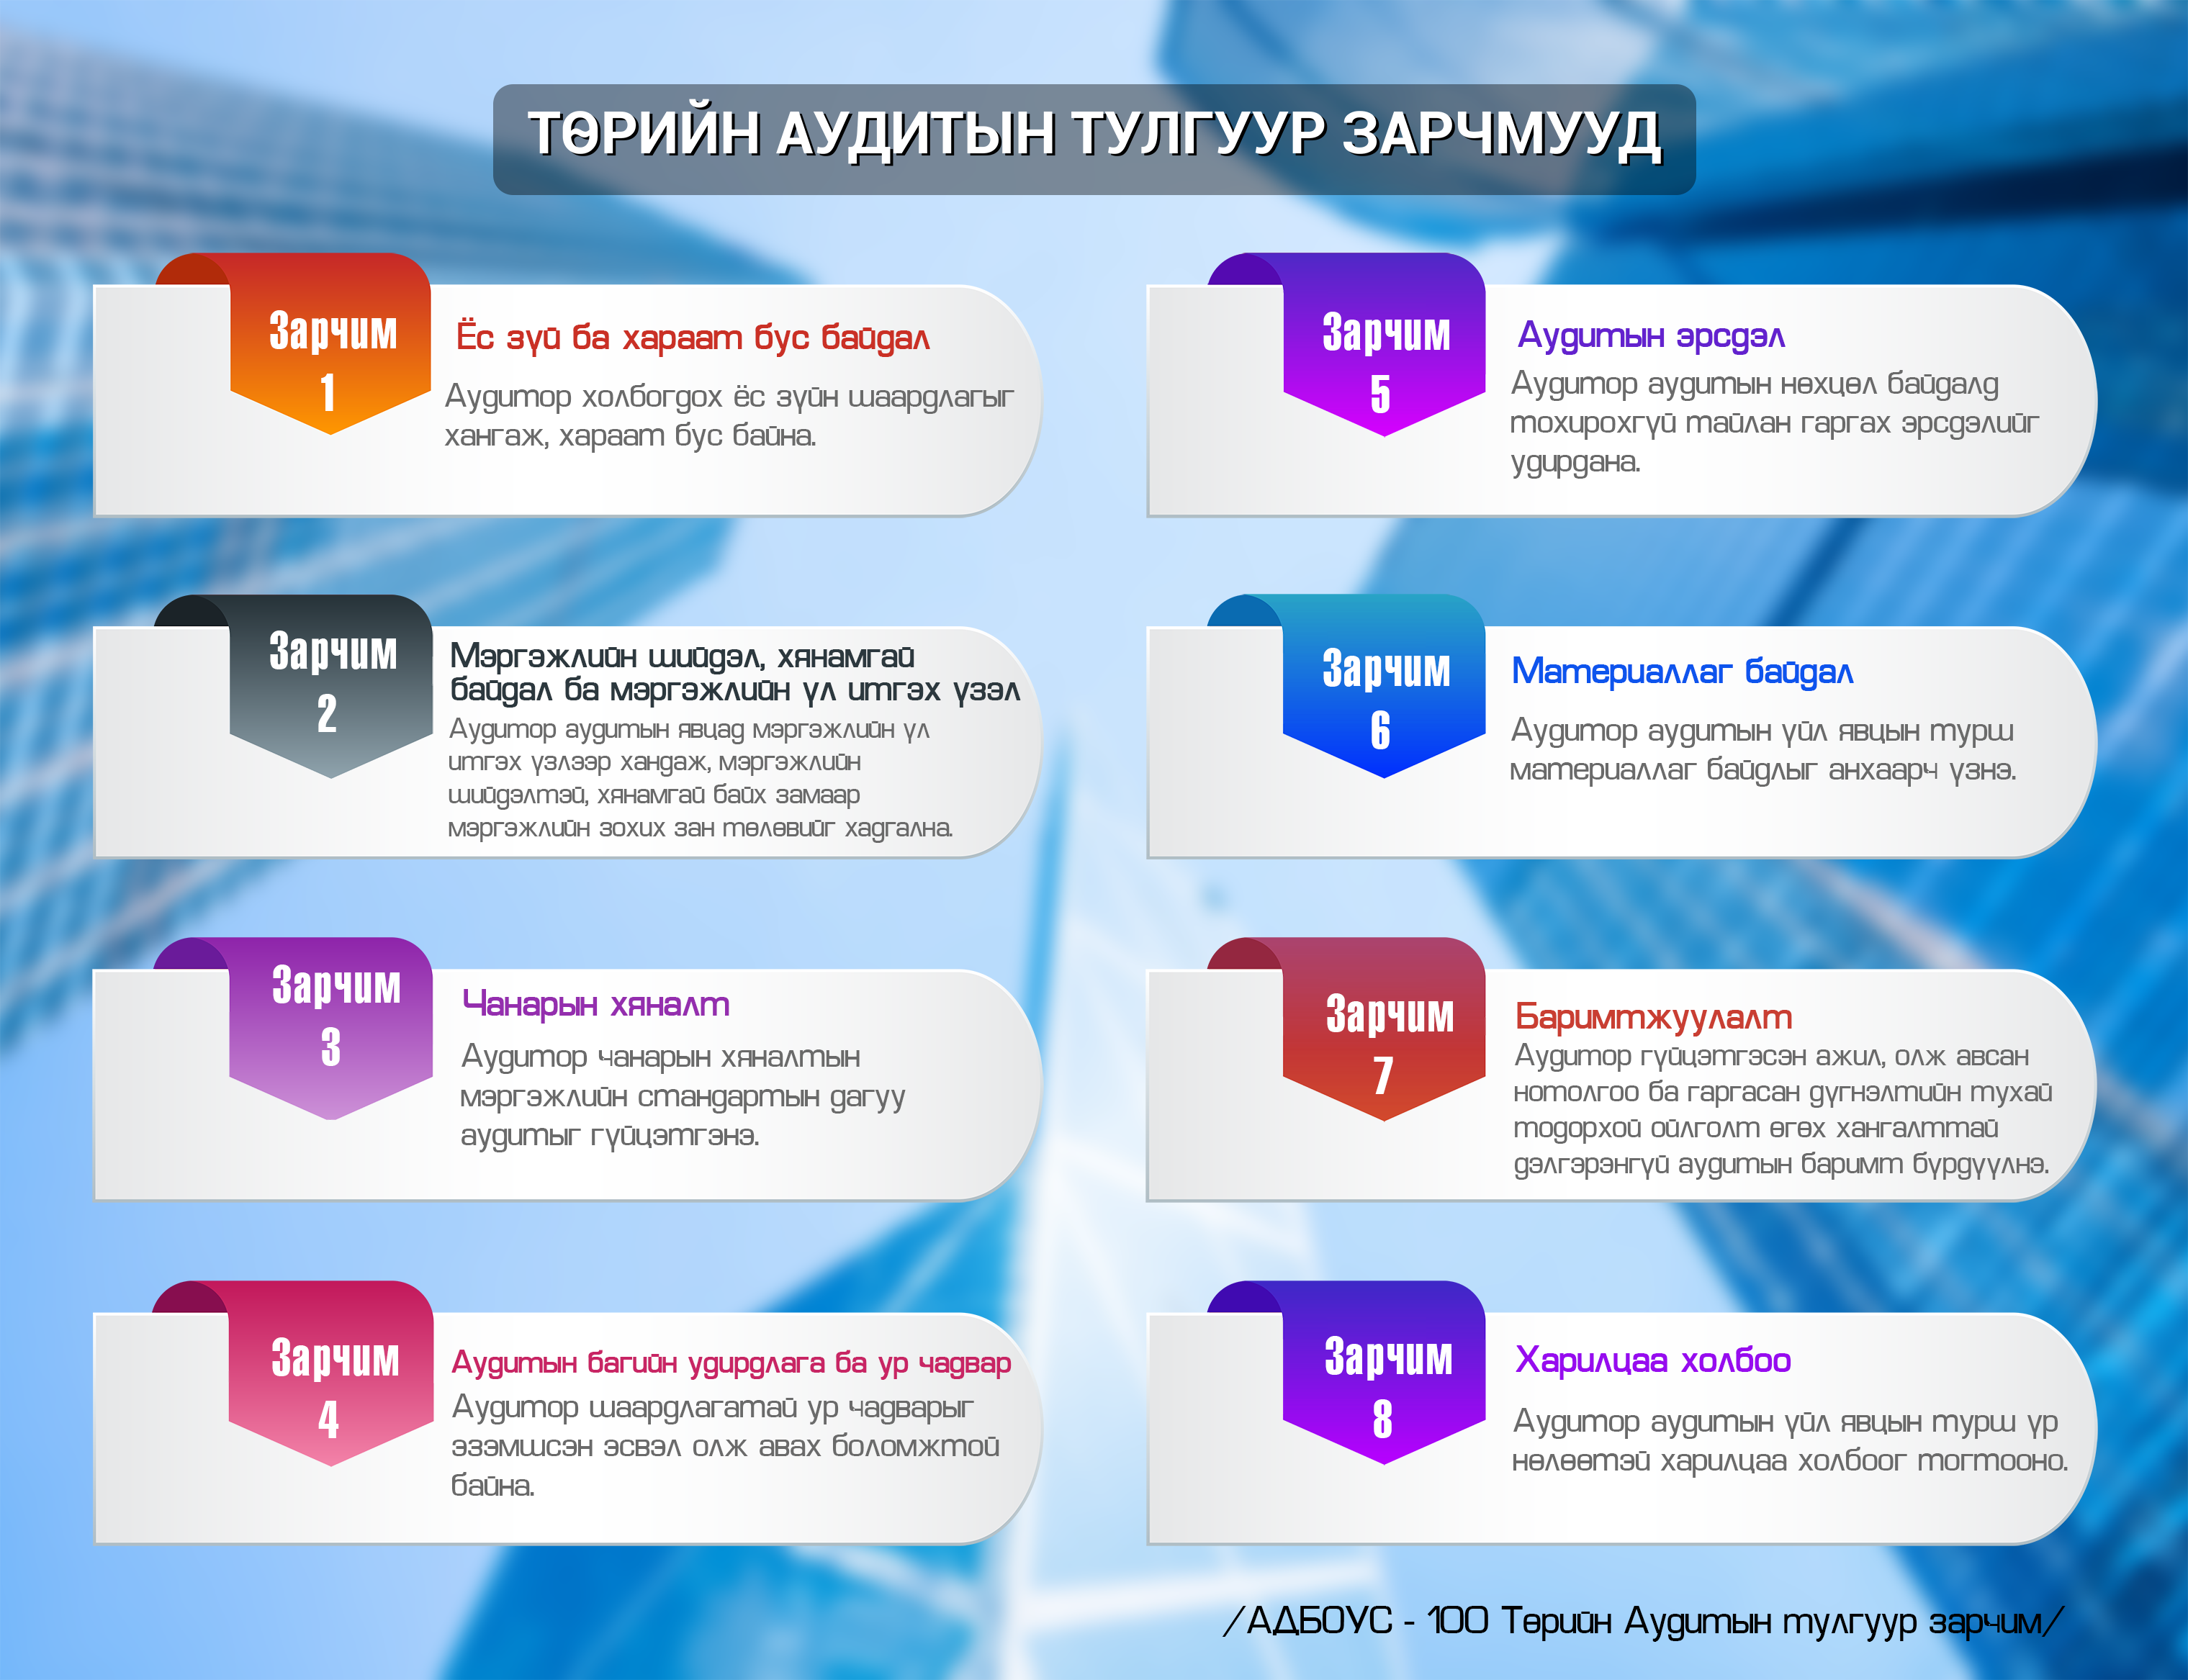 ТӨРИЙН АУДИТЫН ТУЛГУУР ЗАРЧМУУД
Зарчим
1
Ёс зүй ба хараат бус байдал
Аудитор холбогдох ёс зүйн шаардлагыг
хангаж, хараат бус байна.
Зарчим
2
Мэргэжлийн шийдэл, хянамгай
байдал ба мэргэжлийн үл итгэх үзэл
Аудитор аудитын явцад мэргэжлийн үл
итгэх үзлээр хандаж, мэргэжлийн
шийдэлтэй, хянамгай байх замаар
мэргэжлийн зохих зан төлөвийг хадгална.
Зарчим
3
Чанарын хяналт
Аудитор чанарын хяналтын
мэргэжлийн стандартын дагуу
аудитыг гүйцэтгэнэ.
Зарчим
4
Аудитын багийн удирдлага ба ур чадвар
Аудитор шаардлагатай ур чадварыг
эзэмшсэн эсвэл олж авах боломжтой
байна.
Зарчим
5
Аудитын эрсдэл
Аудитор аудитын нөхцөл байдалд
тохирохгүй тайлан гаргах эрсдэлийг
удирдана.
Зарчим
6
Материаллаг байдал
Аудитор аудитын үйл явцын турш
материаллаг байдлыг анхаарч үзнэ.
Зарчим
7
Баримтжуулалт
Аудитор гүйцэтгэсэн ажил, олж авсан
нотолгоо ба гаргасан дүгнэлтийн тухай
тодорхой ойлголт өгөх хангалттай
дэлгэрэнгүй аудитын баримт бүрдүүлнэ.
Зарчим
8
Харилцаа холбоо
Аудитор аудитын үйл явцын турш үр
нөлөөтэй харилцаа холбоог тогтооно.
/АДБОУС - 100 Төрийн Аудитын тулгуур зарчим/